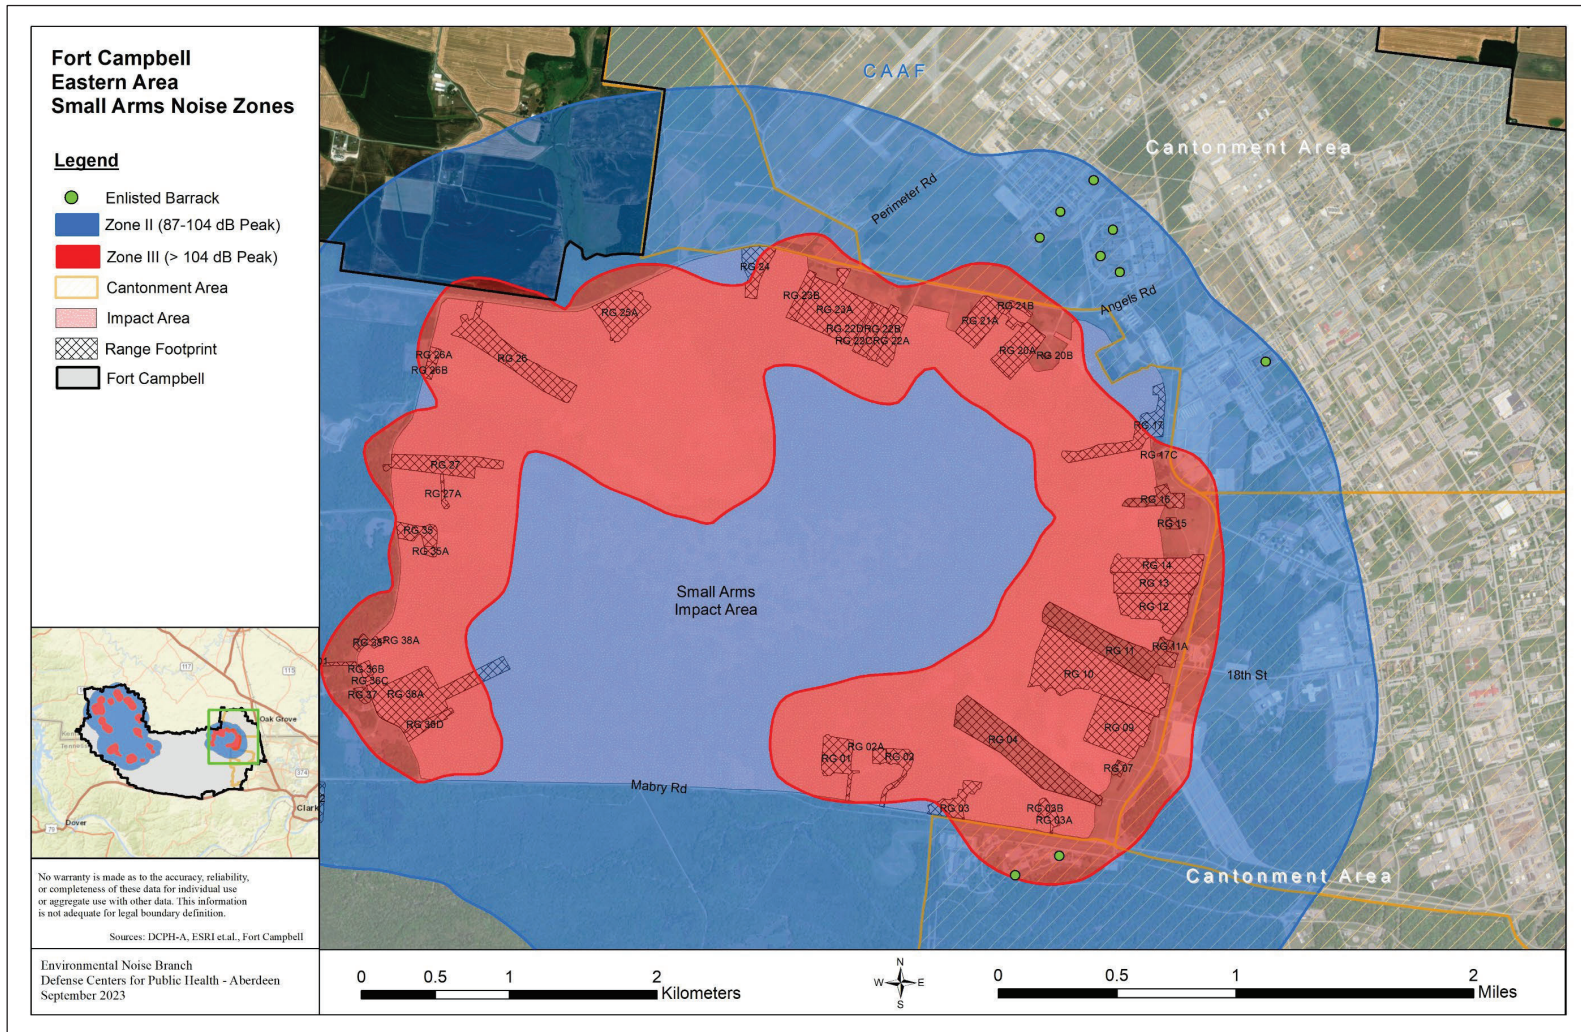 Fort Campbell
Eastern Area
Small Arms Noise Zones
Legend
Enlisted Barrack
Zone II (87-104 dB Peak)
Zone III (> 104 dB Peak)
Cantonment Area
Impact Area
Range Footprint
Fort Campbell
117
115
Oak Grove
Tennessee
374
Clark
Dover
79
No warranty is made as to the accuracy, reliability,
or completeness of these data for individual use
or aggregate use with other data. This information
is not adequate for legal boundary definition.
Sources: DCPH-A, ESRI et.al., Fort Campbell
Environmental Noise Branch
Defense Centers for Public Health - Aberdeen
September 2023
CAAF
Cantonment Area
Perimeter Rd
Angels Rd
RG 24
RG 23B
RG 23A
RG 22D
RG 22B
RG 22C
RG 22A
RG 21B
RG 21A
RG 20A
RG 20B
RG 25A
RG 26
RG 26A
RG 26B
RG 17
RG 17C
RG 27
RG 27A
RG 16
RG 15
RG 35
RG 35A
RG 14
RG 13
RG 12
Small Arms
Impact Area
RG 38A
RG 36B
RG 36C
RG 37
RG 36A
RG 36D
RG 11
RG 11A
RG 10
18th St
RG 09
RG 04
RG 02A
RG 01
RG 02
RG 07
Mabry Rd
RG 03
RG 03B
RG 03A
Cantonment Area
0 0.5 1 2
Kilometers
N
W E
S
0 0.5 1 2
Miles